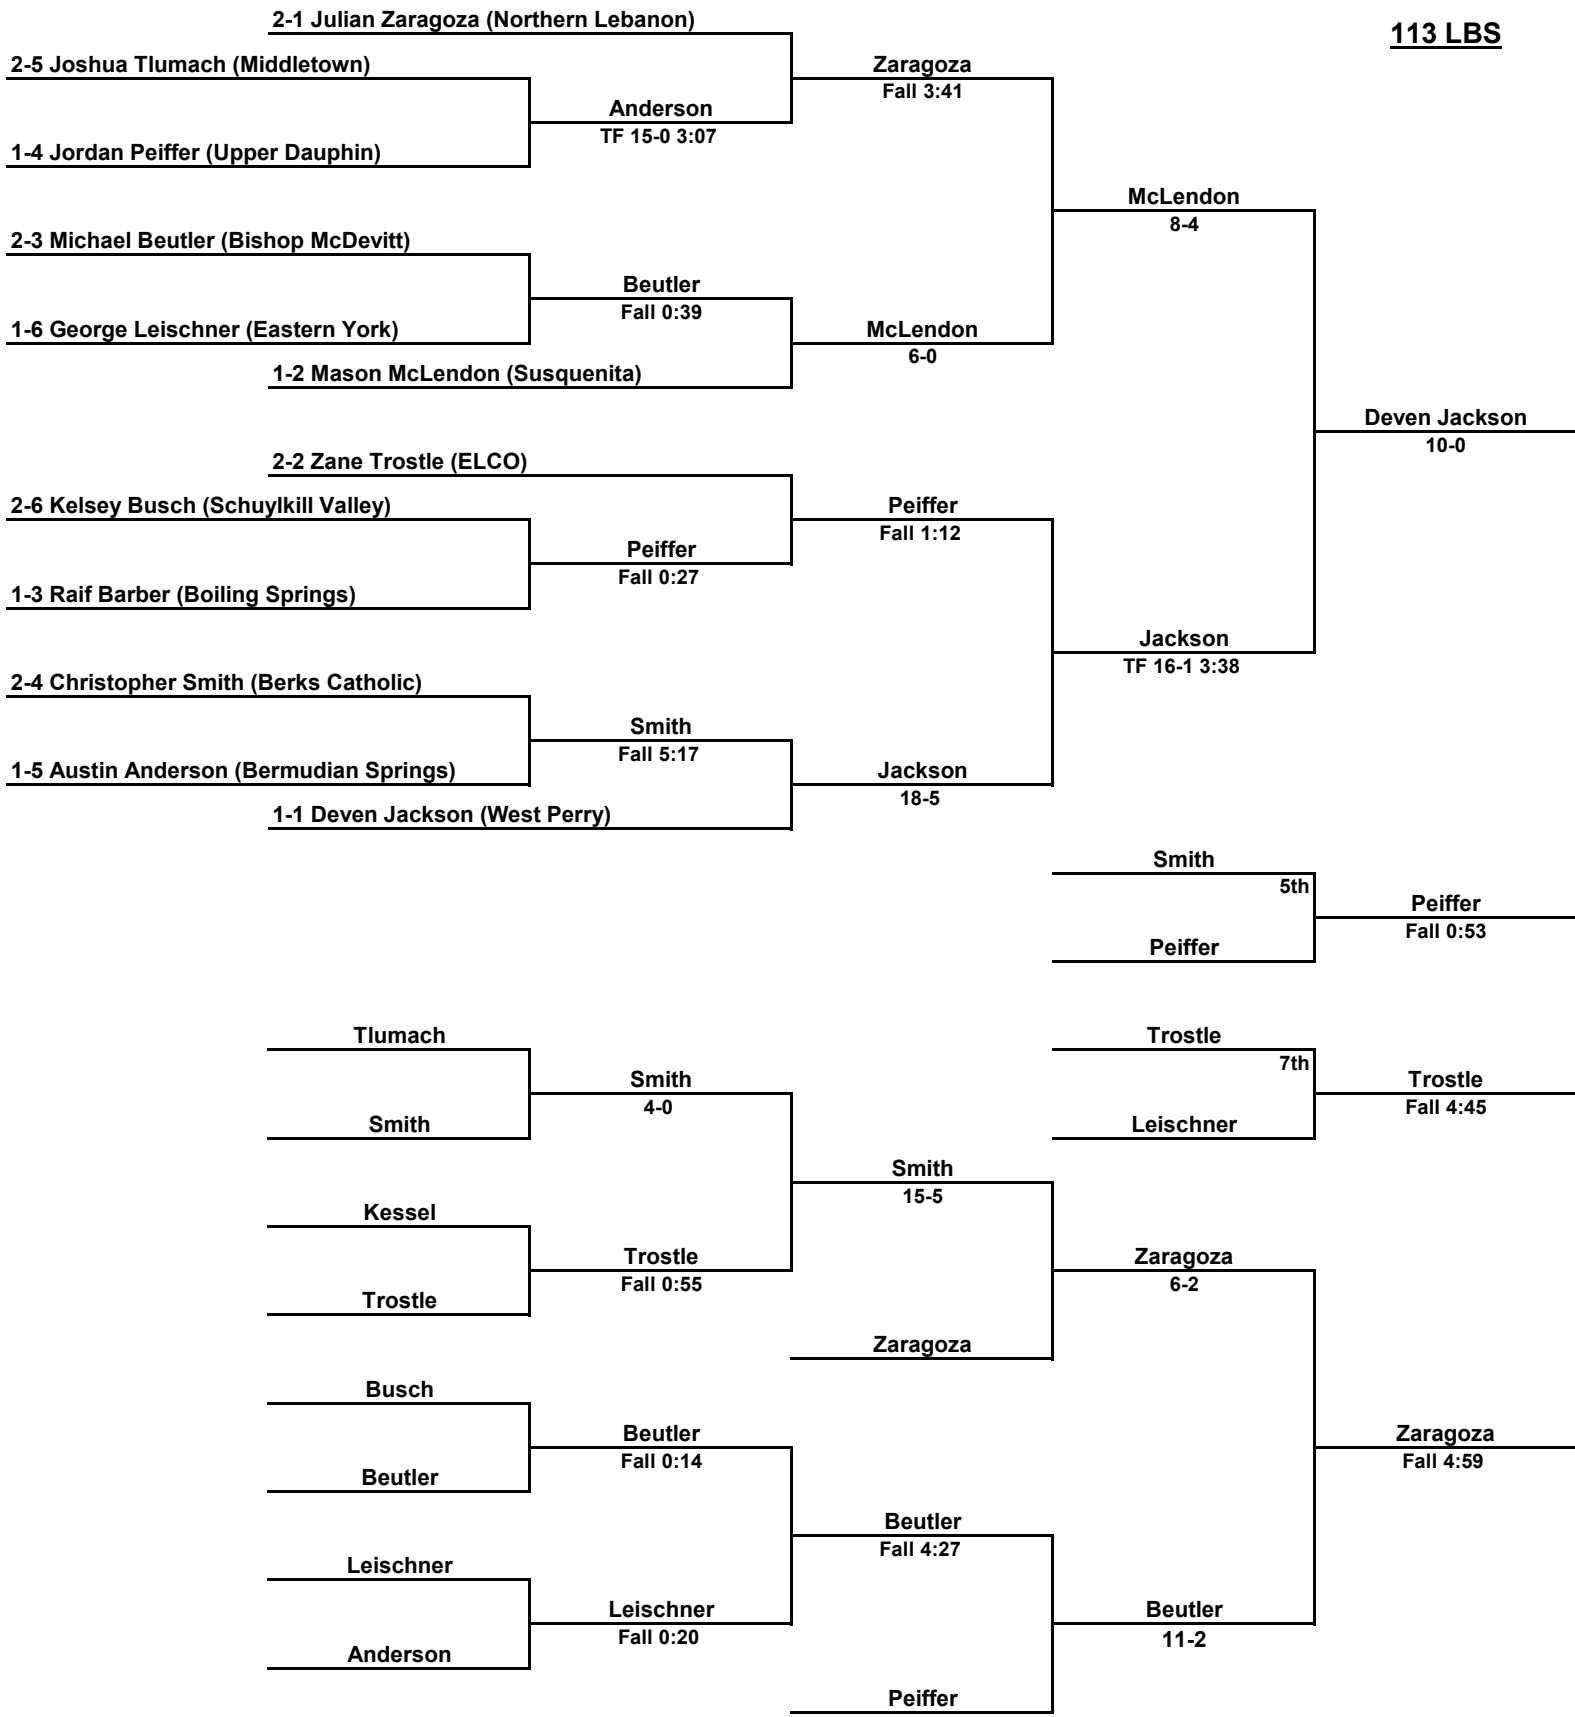 2-1 Julian Zaragoza (Northern Lebanon)
113 LBS
2-5 Joshua Tlumach (Middletown)
Zaragoza
Fall 3:41
Anderson
TF 15-0 3:07
1-4 Jordan Peiffer (Upper Dauphin)
McLendon
8-4
2-3 Michael Beutler (Bishop McDevitt)
Beutler
Fall 0:39
1-6 George Leischner (Eastern York)
McLendon
6-0
1-2 Mason McLendon (Susquenita)
Deven Jackson
10-0
2-2 Zane Trostle (ELCO)
2-6 Kelsey Busch (Schuylkill Valley)
Peiffer
Fall 1:12
Peiffer
Fall 0:27
1-3 Raif Barber (Boiling Springs)
Jackson
TF 16-1 3:38
2-4 Christopher Smith (Berks Catholic)
Smith
Fall 5:17
1-5 Austin Anderson (Bermudian Springs)
Jackson
18-5
1-1 Deven Jackson (West Perry)
Smith
5th
Peiffer
Fall 0:53
Peiffer
Tlumach
Trostle
7th
Smith
4-0
Trostle
Fall 4:45
Smith
Leischner
Smith
15-5
Kessel
Trostle
Fall 0:55
Zaragoza
6-2
Trostle
Zaragoza
Busch
Beutler
Fall 0:14
Zaragoza
Fall 4:59
Beutler
Beutler
Fall 4:27
Leischner
Leischner
Fall 0:20
Beutler
11-2
Anderson
Peiffer